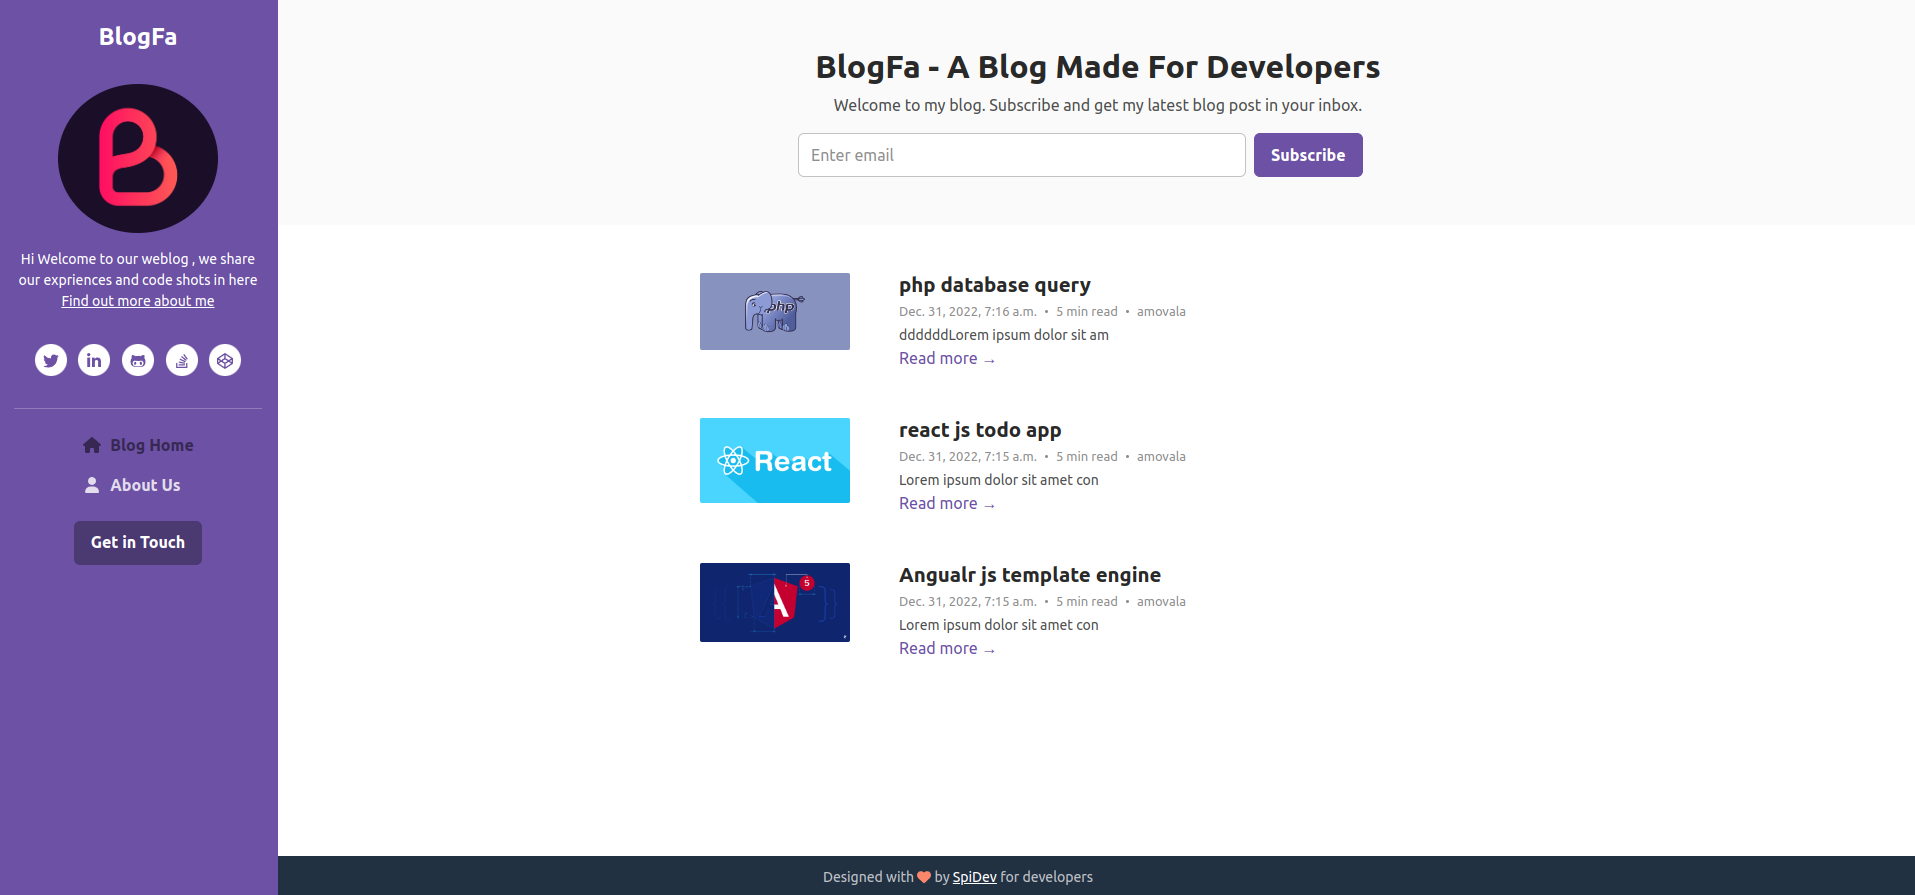 BlogFa
Hi Welcome to our weblog , we share
our expriences and code shots in here
Find out more about me
Blog Home
About Us
Get in Touch
BlogFa - A Blog Made For Developers
Welcome to my blog. Subscribe and get my latest blog post in your inbox.
Enter email
Subscribe
php
php database query
Dec. 31, 2022, 7:16 a.m. • 5 min read • amovala
ddddddLorem ipsum dolor sit am
Read more →
React
react js todo app
Dec. 31, 2022, 7:15 a.m. • 5 min read • amovala
Lorem ipsum dolor sit amet con
Read more →
A
5
Angualr js template engine
Dec. 31, 2022, 7:15 a.m. • 5 min read • amovala
Lorem ipsum dolor sit amet con
Read more →
Designed with ❤ by SpiDev for developers